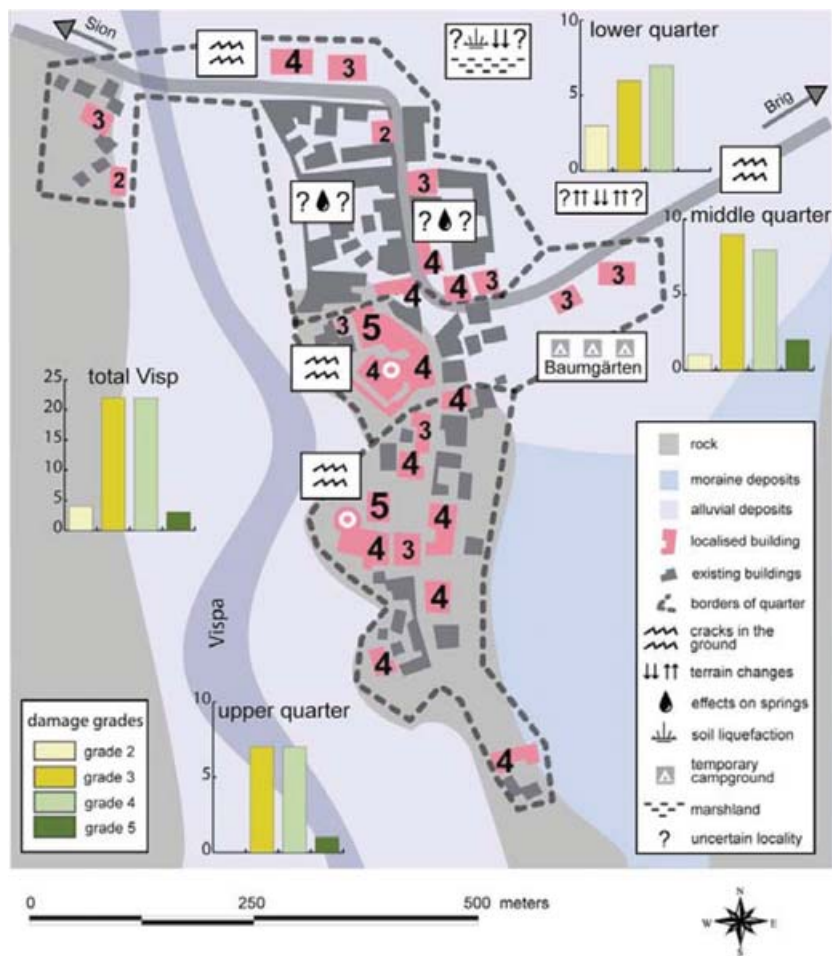 Sion
4
3
?
?
lower quarter
10
5
0
Brig
3
2
2
? ?
3
? ?
?
?
middle quarter
10
5
0
4
4
4
3
3
3
3
5
4
4
Baumgärten
total Visp
25
20
15
10
5
0
4
3
4
5
4
4
3
4
4
4
Vispa
upper quarter
10
5
0
damage grades
grade 2
grade 3
grade 4
grade 5
rock
moraine deposits
alluvial deposits
localised building
existing buildings
borders of quarter
cracks in the
ground
terrain changes
effects on springs
soil liquefaction
temporary
campground
marshland
? uncertain locality
0 250 500 meters
N
W E
S